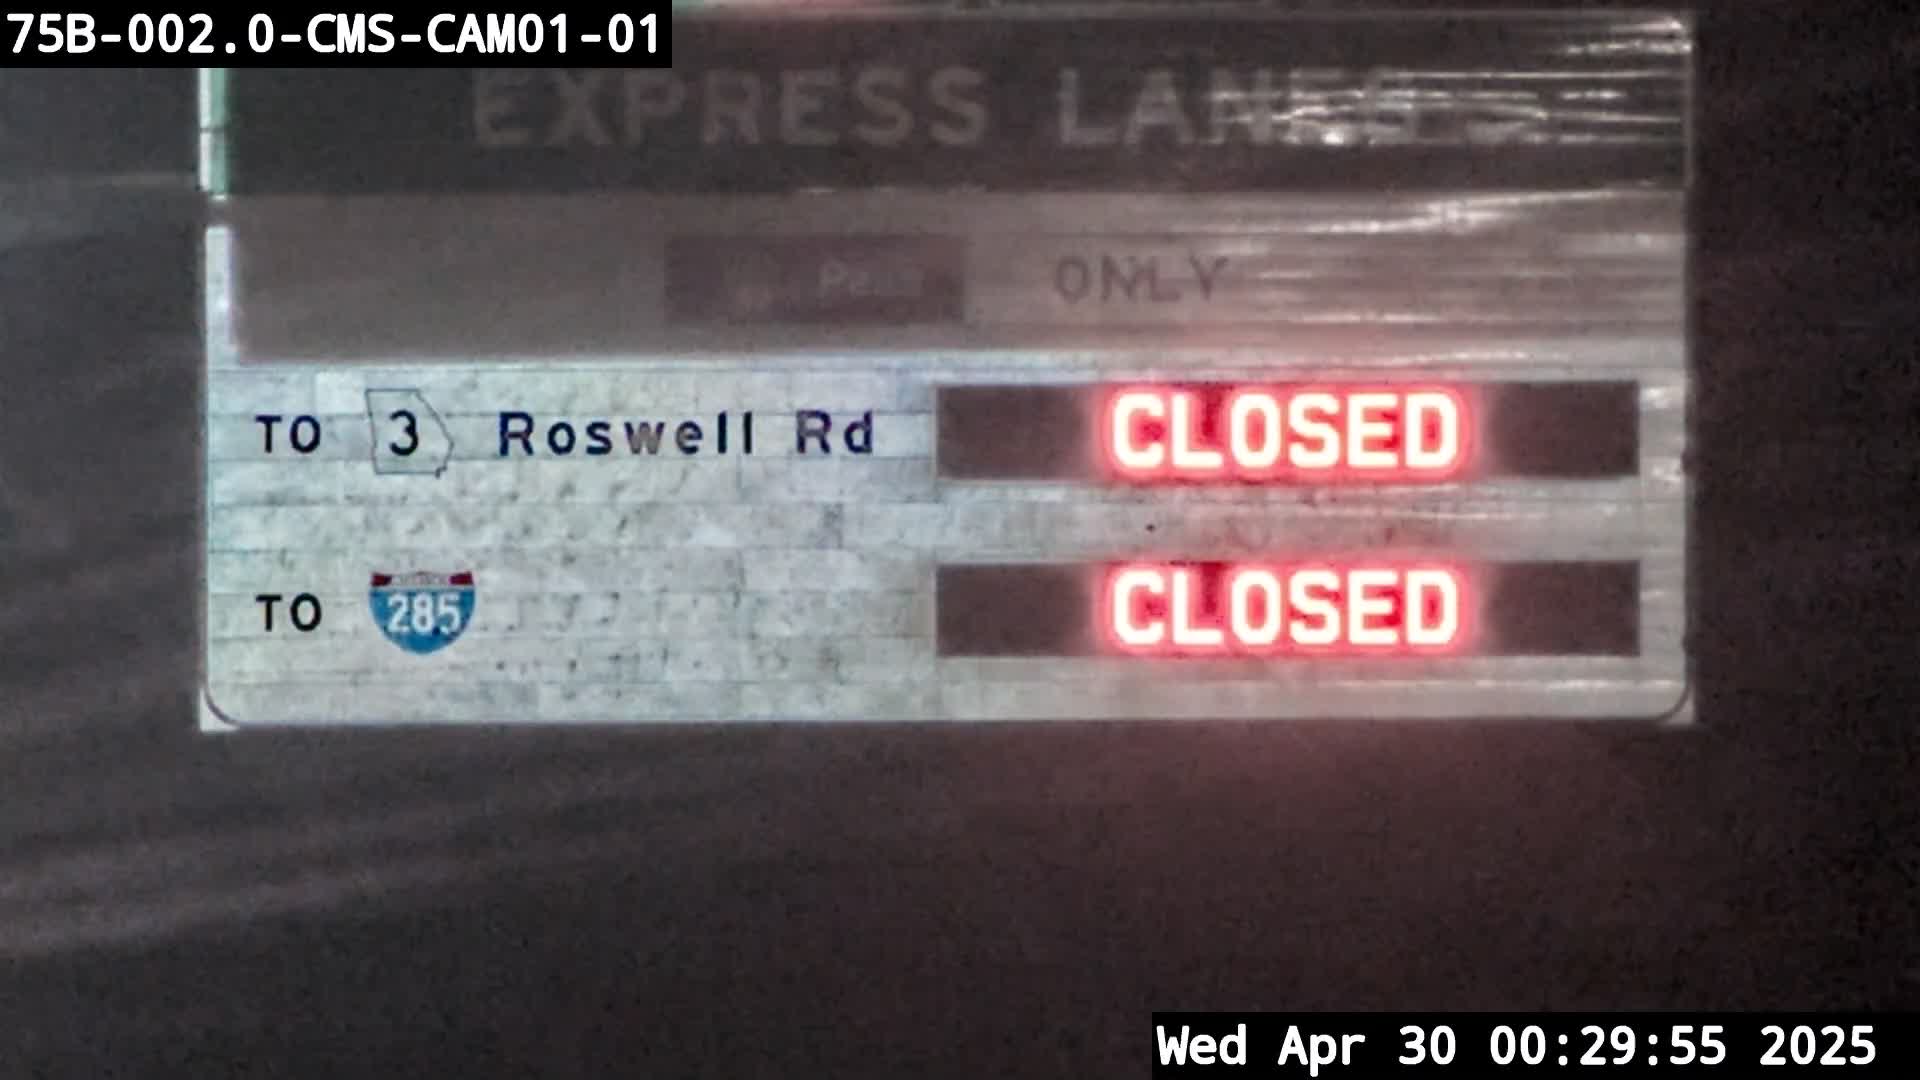 75B-002.0-CMS-CAM01-01
EXPRESS LANES
ONLY
TO 3 Roswell Rd CLOSED
TO 285 CLOSED
Wed Apr 30 00:29:55 2025